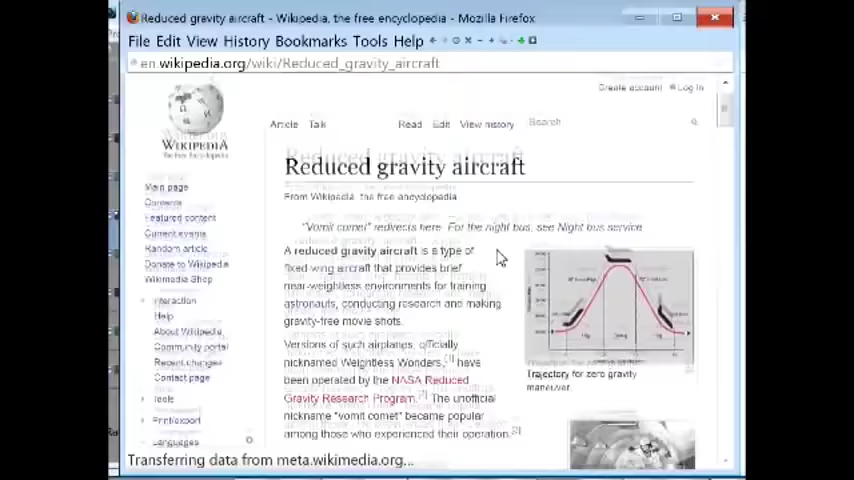 Reduced gravity aircraft - Wikipedia, the free encyclopedia - Mozilla Firefox
File Edit View History Bookmarks Tools Help
en.wikipedia.org/wiki/Reduced_gravity_aircraft
Create account Log In
Article Talk Read Edit View history Search
WIKIPEDIA
The Free Encyclopedia
Reduced gravity aircraft
From Wikipedia, the free encyclopedia
"Vomit comet" redirects here. For the night bus, see Night bus service
Main page
Contents
Featured content
Current events
Random article
Donate to Wikipedia
Wikimedia Shop
Interaction
Help
About Wikipedia
Community portal
Recent changes
Contact page
Tools
Print/export
Languages
A reduced gravity aircraft is a type of
fixed-wing aircraft that provides brief
near-weightless environments for training
astronauts, conducting research and making
gravity-free movie shots.
Versions of such airplanes, officially
nicknamed Weightless Wonders,[1] have
been operated by the NASA Reduced
Gravity Research Program.[2] The unofficial
nickname "vomit comet" became popular
among those who experienced their operation.[2]
Trajectory for zero gravity
maneuver
Transferring data from meta.wikimedia.org...